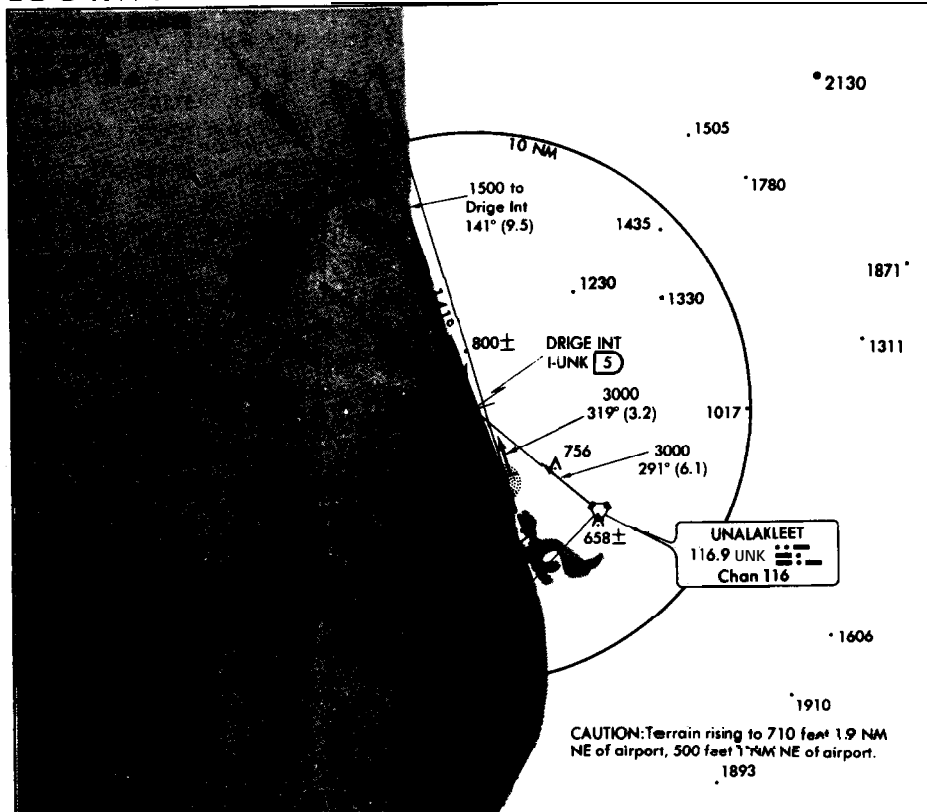 2130
1505
10 NM
1780
1500 to
Drige Int
141° (9.5)
1435
1871
1230
1330
1311
800±
DRIGE INT
I-UNK 5
3000
319° (3.2)
1017
756
3000
291° (6.1)
658±
UNALAKLEET
116.9 UNK
Chan 116
1606
1910
CAUTION: Terrain rising to 710 feet 1.9 NM
NE of airport, 500 feet 1 NM NE of airport.
1893